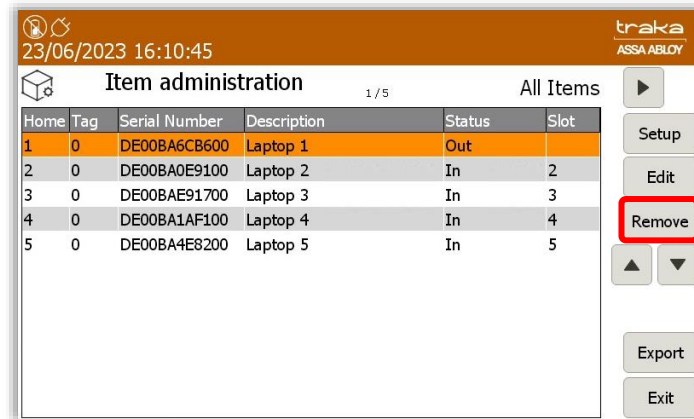 traka
23/06/2023 16:10:45
ASSA ABLOY
Item administration 1/5 All Items
Home Tag Serial Number Description Status Slot
1 0 DE00BA6CB600 Laptop 1 Out
2 0 DE00BA0E9100 Laptop 2 In 2
3 0 DE00BAE91700 Laptop 3 In 3
4 0 DE00BA1AF100 Laptop 4 In 4
5 0 DE00BA4E8200 Laptop 5 In 5
Setup
Edit
Remove
Export
Exit